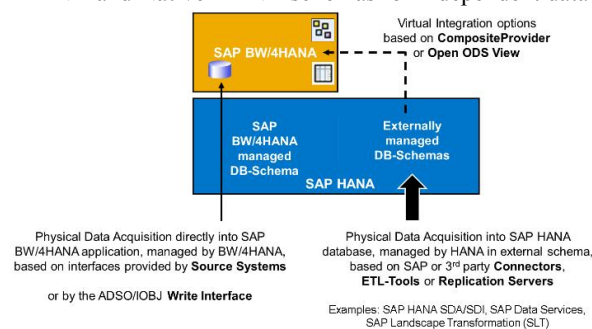 Virtual Integration options
based on CompositeProvider
or Open ODS View
SAP BW/4HANA
SAP
BW/4HANA
managed
DB-Schema
Externally
managed
DB-Schemas
SAP HANA
Physical Data Acquisition directly into SAP
BW/4HANA application, managed by BW/4HANA,
based on interfaces provided by Source Systems
or by the ADSO/IOBJ Write Interface
Physical Data Acquisition into SAP HANA
database, managed by HANA in external schema,
based on SAP or 3rd party Connectors,
ETL-Tools or Replication Servers
Examples: SAP HANA SDA/SDI, SAP Data Services,
SAP Landscape Transformation (SLT)